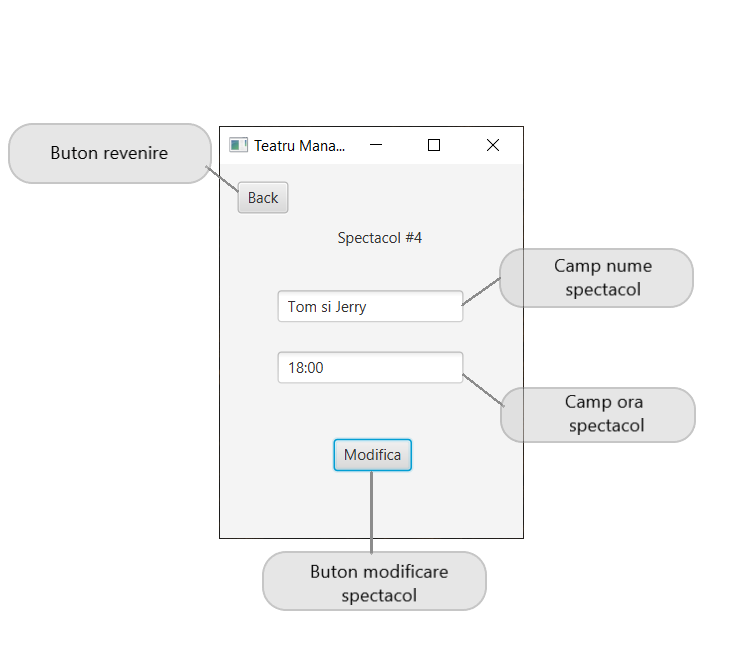 Teatru Mana...
Buton revenire
Back
Spectacol #4
Camp nume
spectacol
Tom si Jerry
18:00
Camp ora
spectacol
Modifica
Buton modificare
spectacol